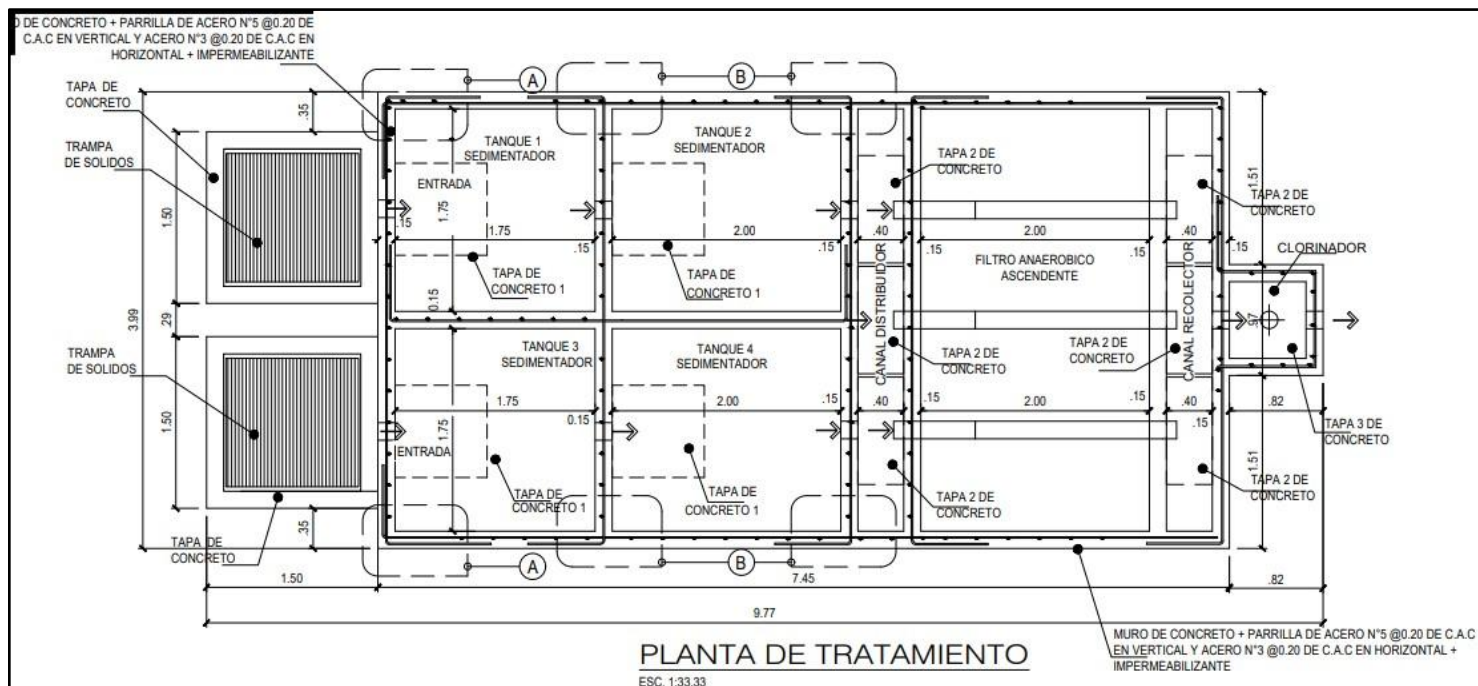 O DE CONCRETO + PARRILLA DE ACERO N°5 @0.20 DE
C.A.C EN VERTICAL Y ACERO N°3 @0.20 DE C.A.C EN
HORIZONTAL + IMPERMEABILIZANTE
A
B
TAPA DE
CONCRETO
TRAMPA
DE SOLIDOS
.35
TANQUE 1
SEDIMENTADOR
TANQUE 2
SEDIMENTADOR
TAPA 2 DE
CONCRETO
ENTRADA
1.75
1.50
.15
1.75
.15
2.00
.15
.40
.15
2.00
.15
.40
.15
1.51
TAPA 2 DE
CONCRETO
CLORINADOR
FILTRO ANAEROBICO
ASCENDENTE
TAPA DE
CONCRETO 1
TAPA DE
CONCRETO 1
0.15
3.99
.29
CANAL DISTRIBUIDOR
CANAL RECOLECTOR
.97
TRAMPA
DE SOLIDOS
TANQUE 3
SEDIMENTADOR
TANQUE 4
SEDIMENTADOR
TAPA 2 DE
CONCRETO
TAPA 2 DE
CONCRETO
1.50
1.75
0.15
2.00
.15
.40
.15
2.00
.15
.40
.15
.82
1.75
ENTRADA
TAPA 3 DE
CONCRETO
1.51
TAPA DE
CONCRETO 1
TAPA DE
CONCRETO 1
TAPA 2 DE
CONCRETO
TAPA 2 DE
CONCRETO
.35
TAPA DE
CONCRETO
A
B
1.50
7.45
.82
9.77
PLANTA DE TRATAMIENTO
ESC. 1:33.33
MURO DE CONCRETO + PARRILLA DE ACERO N°5 @0.20 DE C.A.C
EN VERTICAL Y ACERO N°3 @0.20 DE C.A.C EN HORIZONTAL +
IMPERMEABILIZANTE